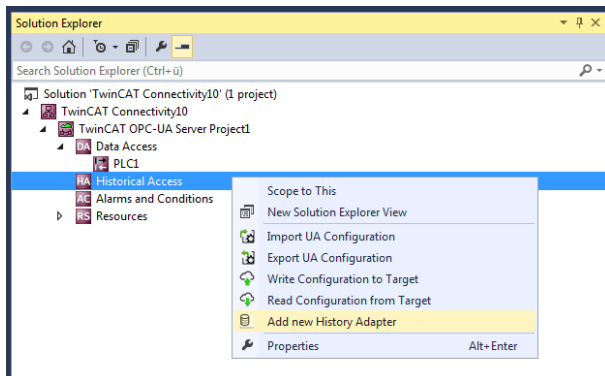 Solution Explorer
Search Solution Explorer (Ctrl+ü)
Solution 'TwinCAT Connectivity10' (1 project)
TwinCAT Connectivity10
TwinCAT OPC-UA Server Project1
DA Data Access
PLC1
HA Historical Access
AC Alarms and Conditions
RS Resources
Scope to This
New Solution Explorer View
Import UA Configuration
Export UA Configuration
Write Configuration to Target
Read Configuration from Target
Add new History Adapter
Properties Alt+Enter